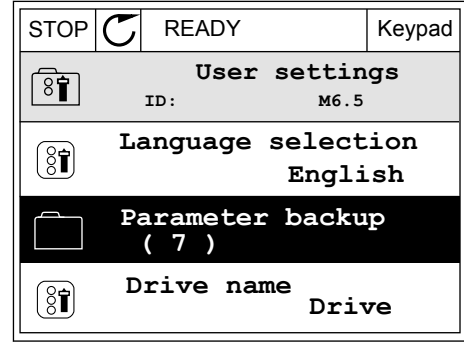 STOP READY Keypad
User settings
ID: M6.5
Language selection
English
Parameter backup
( 7 )
Drive name
Drive